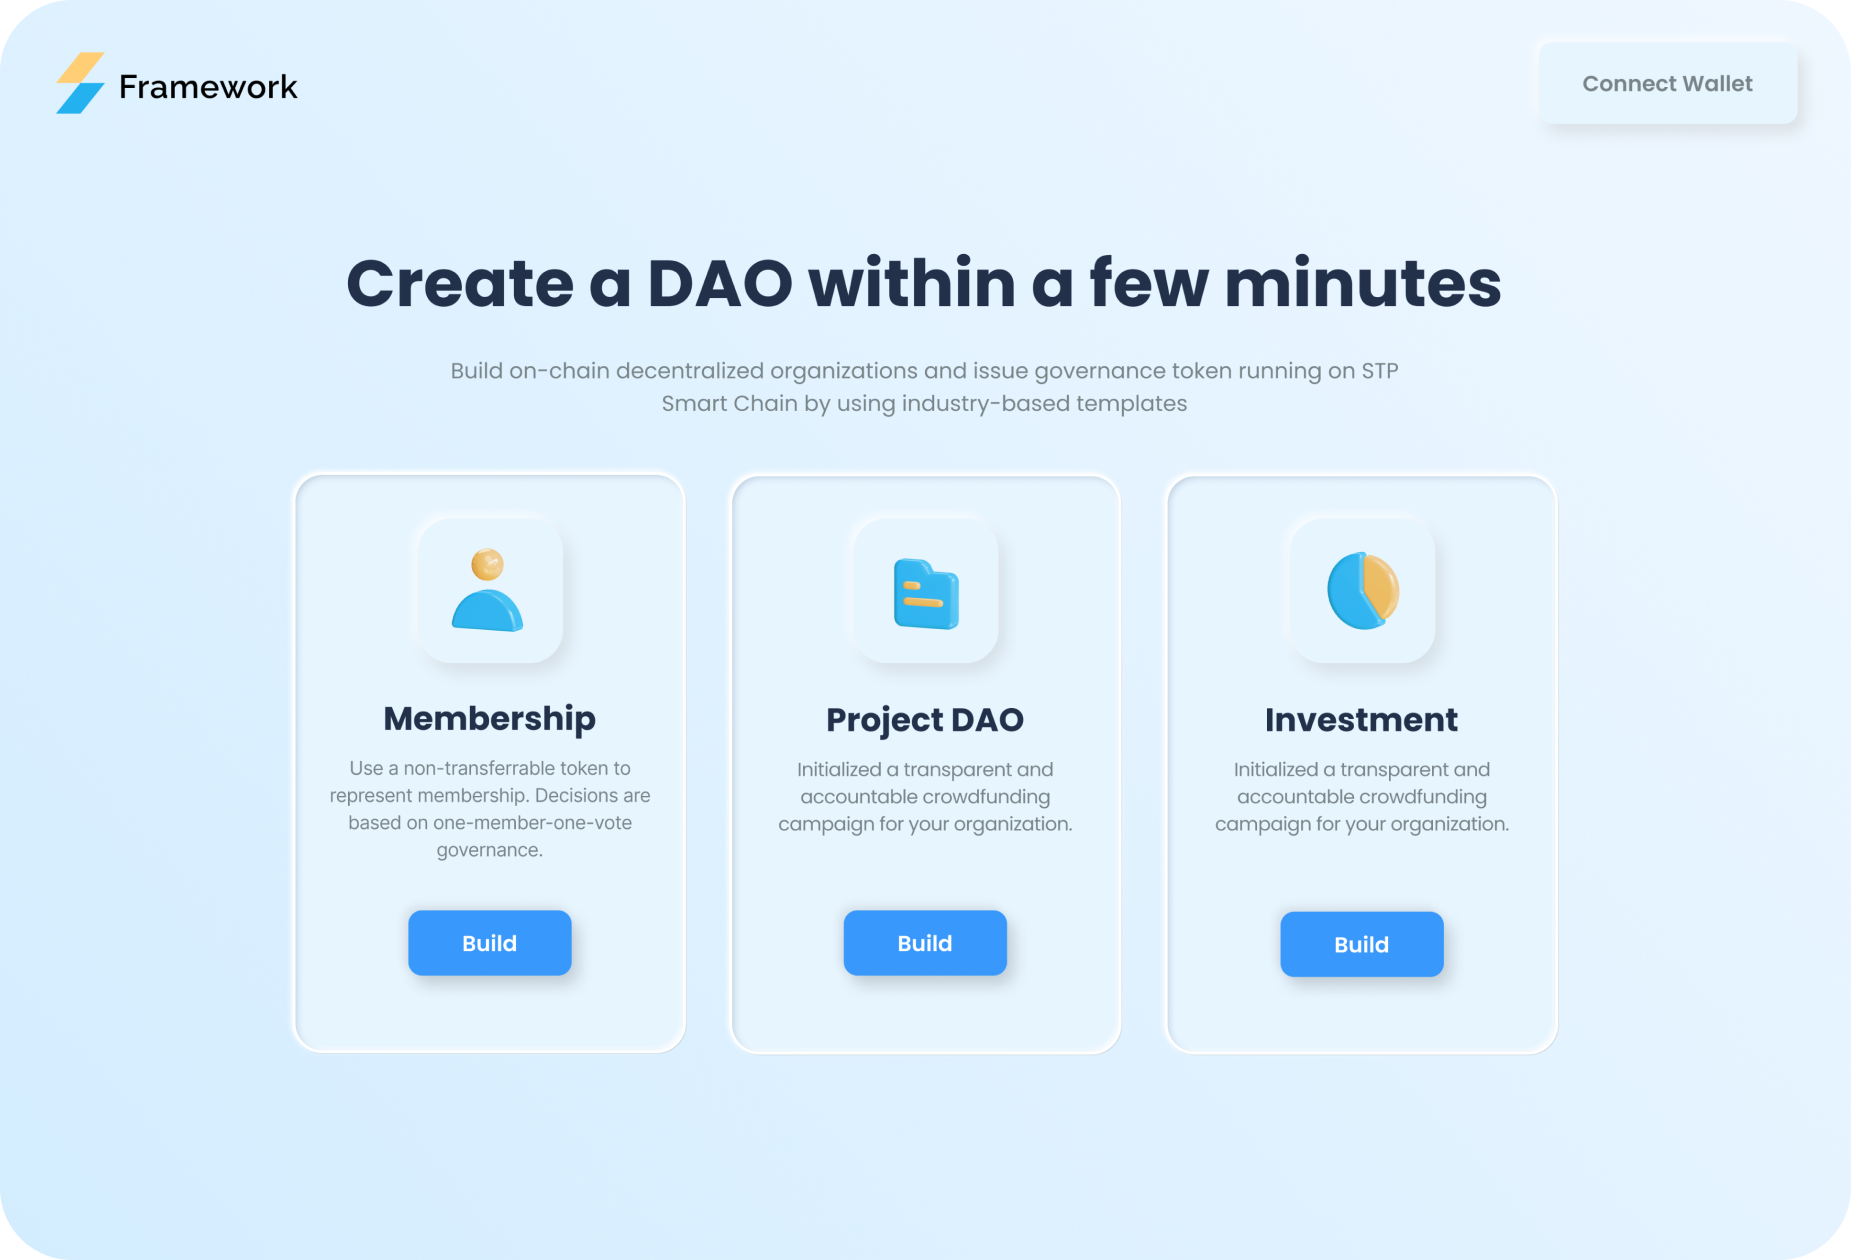 Framework
Connect Wallet
Create a DAO within a few minutes
Build on-chain decentralized organizations and issue governance token running on STP
Smart Chain by using industry-based templates
Membership
Use a non-transferrable token to
represent membership. Decisions are
based on one-member-one-vote
governance.
Build
Project DAO
Initialized a transparent and
accountable crowdfunding
campaign for your organization.
Build
Investment
Initialized a transparent and
accountable crowdfunding
campaign for your organization.
Build